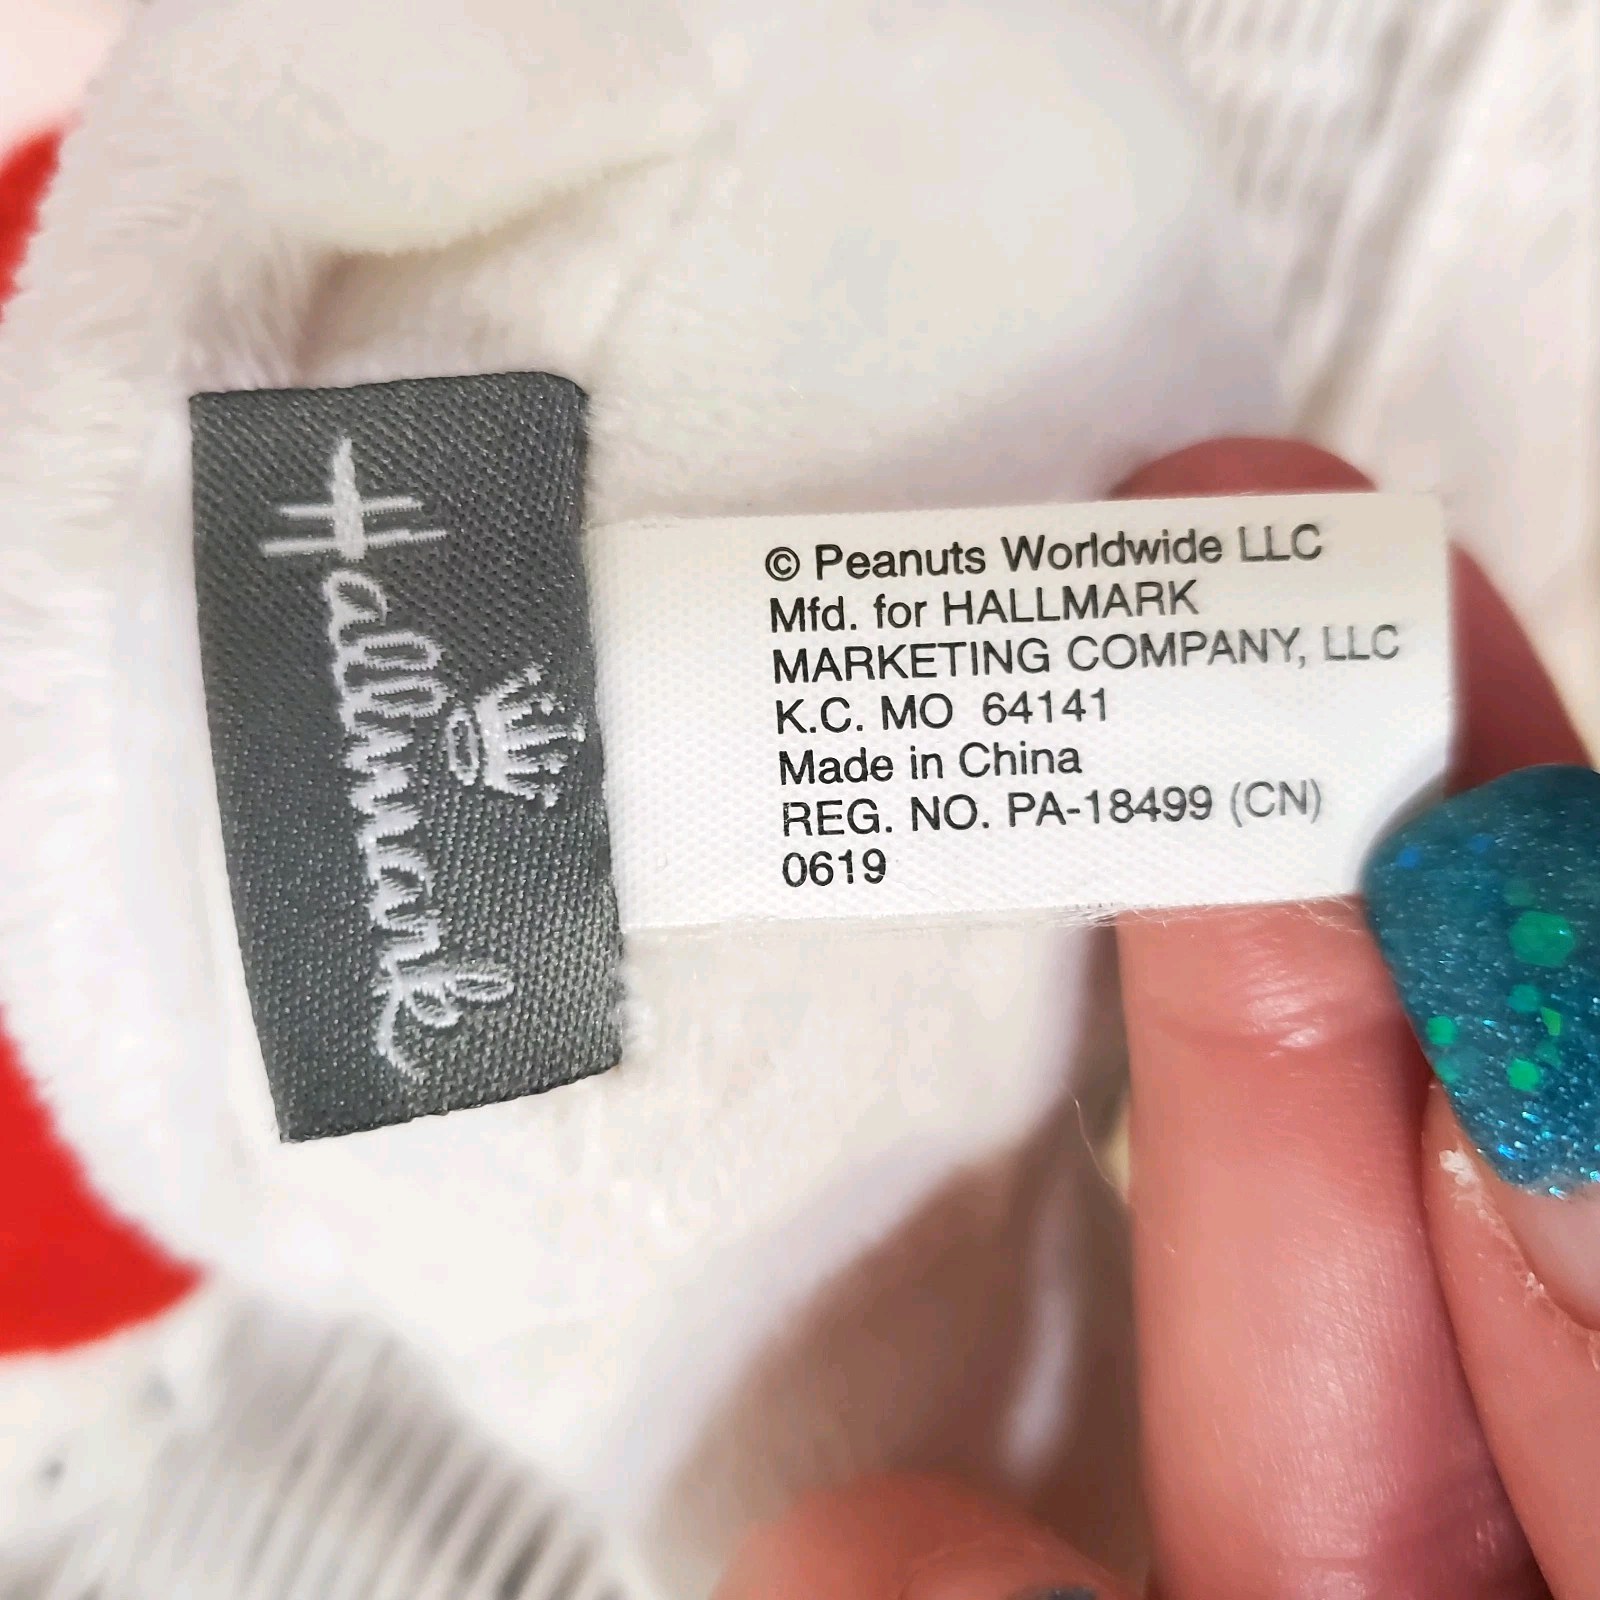 Hallmark
© Peanuts Worldwide LLC
Mfd. for HALLMARK
MARKETING COMPANY, LLC
K.C. MO 64141
Made in China
REG. NO. PA-18499 (CN)
0619